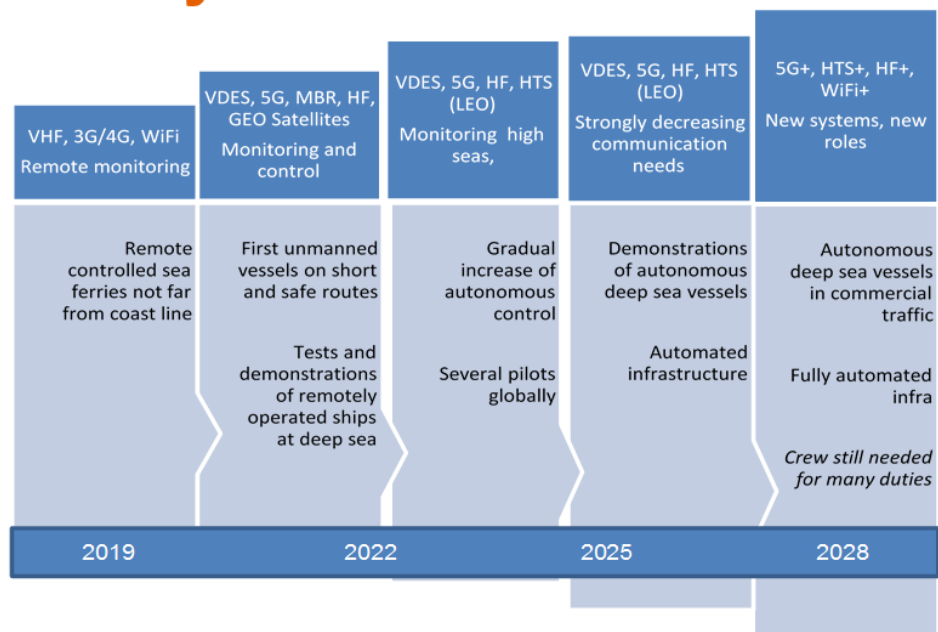 VHF, 3G/4G, WiFi
Remote monitoring
VDES, 5G, MBR, HF,
GEO Satellites
Monitoring and
control
VDES, 5G, HF, HTS
(LEO)
Monitoring high
seas,
VDES, 5G, HF, HTS
(LEO)
Strongly decreasing
communication
needs
5G+, HTS+, HF+,
WiFi+
New systems, new
roles
Remote
controlled sea
ferries not far
from coast line
First unmanned
vessels on short
and safe routes
Tests and
demonstrations
of remotely
operated ships
at deep sea
Gradual
increase of
autonomous
control
Several pilots
globally
Demonstrations
of autonomous
deep sea vessels
Automated
infrastructure
Autonomous
deep sea vessels
in commercial
traffic
Fully automated
infra
Crew still needed
for many duties
2019
2022
2025
2028